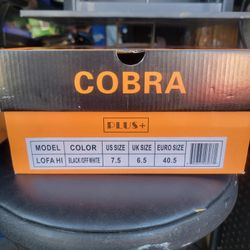 COBRA
PLUS+
MODEL COLOR US SIZE UK SIZE EURO SIZE
LOFA HI BLACK/OFF WHITE 7.5 6.5 40.5